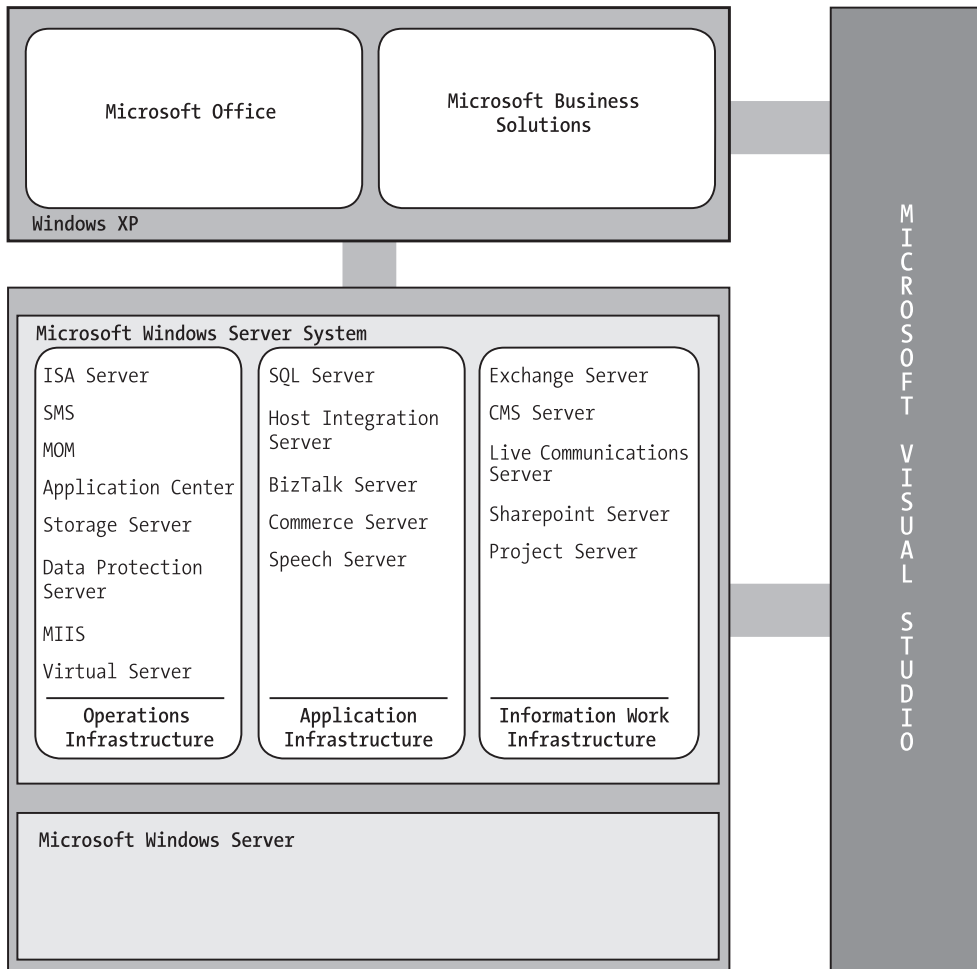 Microsoft Office
Microsoft Business
Solutions
Windows XP
Microsoft Windows Server System
ISA Server
SMS
MOM
Application Center
Storage Server
Data Protection
Server
MIIS
Virtual Server
Operations
Infrastructure
SQL Server
Host Integration
Server
BizTalk Server
Commerce Server
Speech Server
Application
Infrastructure
Exchange Server
CMS Server
Live Communications
Server
Sharepoint Server
Project Server
Information Work
Infrastructure
Microsoft Windows Server
MICROSOFT VISUAL STUDIO